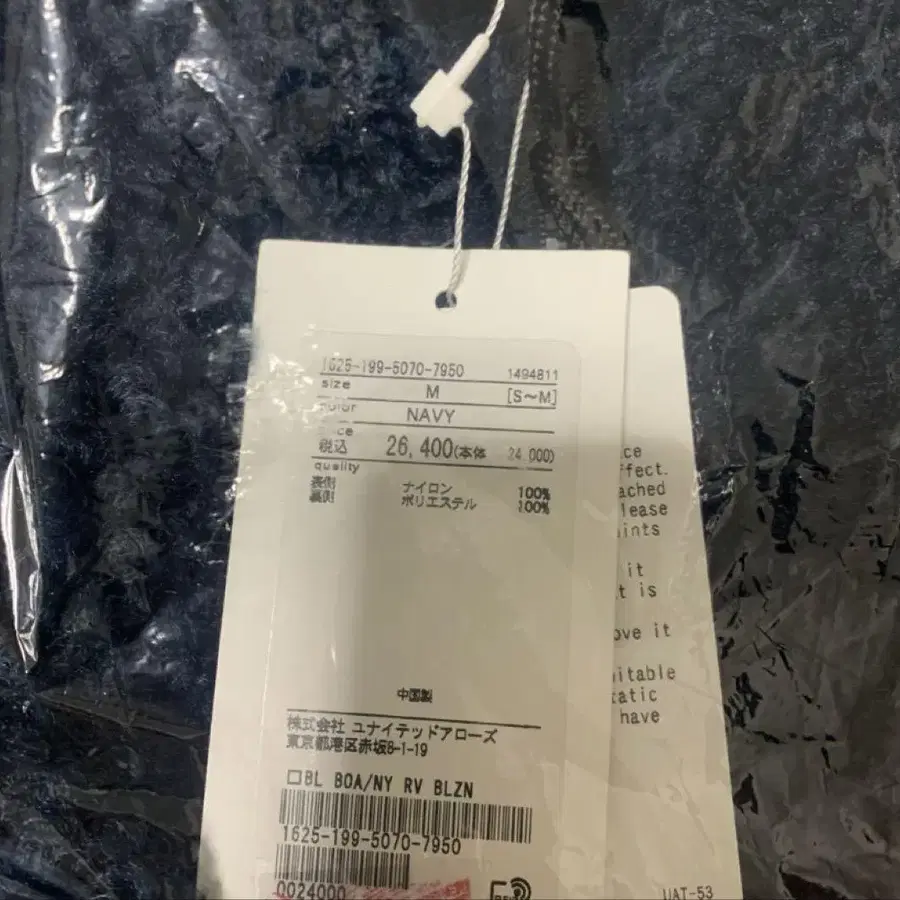 1625-199-5070-7950 1494811
size M [S～M]
color NAVY
税込 26,400(本体 24,000)
quality
表側 ナイロン 100%
裏側 ポリエステル 100%
中国製
株式会社 ユナイテッドアローズ
東京都港区赤坂8-1-19
□BL BOA/NY RV BLZN
1625-199-5070-7950
0024000
ffect.
ached
lease
ints
it
t is
ove it
itable
tatic
have
UAT-53